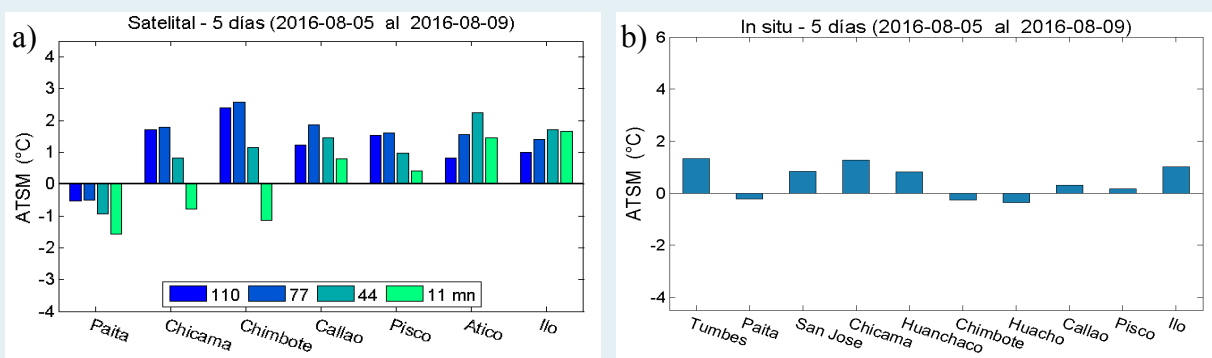 a)
Satelital - 5 días (2016-08-05 al 2016-08-09)
ATSM (°C)
4
3
2
1
0
-1
-2
-3
-4
110 77 44 11 mn
Paita Chicama Chimbote Callao Pisco Atico Ilo
b)
In situ - 5 días (2016-08-05 al 2016-08-09)
ATSM (°C)
6
4
2
0
-2
-4
Tumbes Paita San Jose Chicama Huanchaco Chimbote Huacho Callao Pisco Ilo